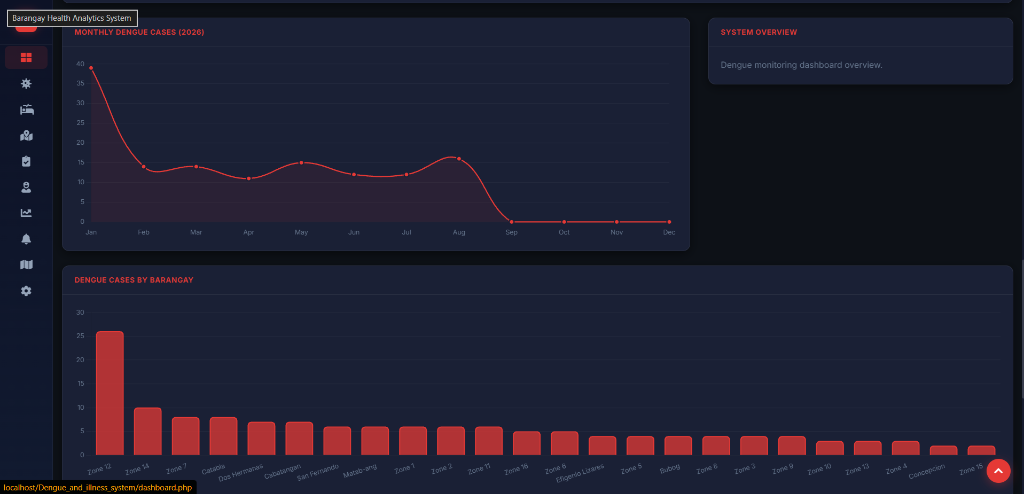 Barangay Health Analytics System
MONTHLY DENGUE CASES (2026)
40
35
30
25
20
15
10
5
0
Jan Feb Mar Apr May Jun Jul Aug Sep Oct Nov Dec
SYSTEM OVERVIEW
Dengue monitoring dashboard overview.
DENGUE CASES BY BARANGAY
30
25
20
15
10
5
0
Zone 12 Zone 14 Zone 7 Cabatangan San Fernando Matab-ang Zone 1 Zone 2 Zone 11 Zone 16 Zone 8 Efigenio Lizares Zone 5 Bubog Zone 6 Zone 3 Zone 9 Zone 10 Zone 13 Zone 4 Concepcion Zone 15
localhost/Dengue_and_illness_system/dashboard.php